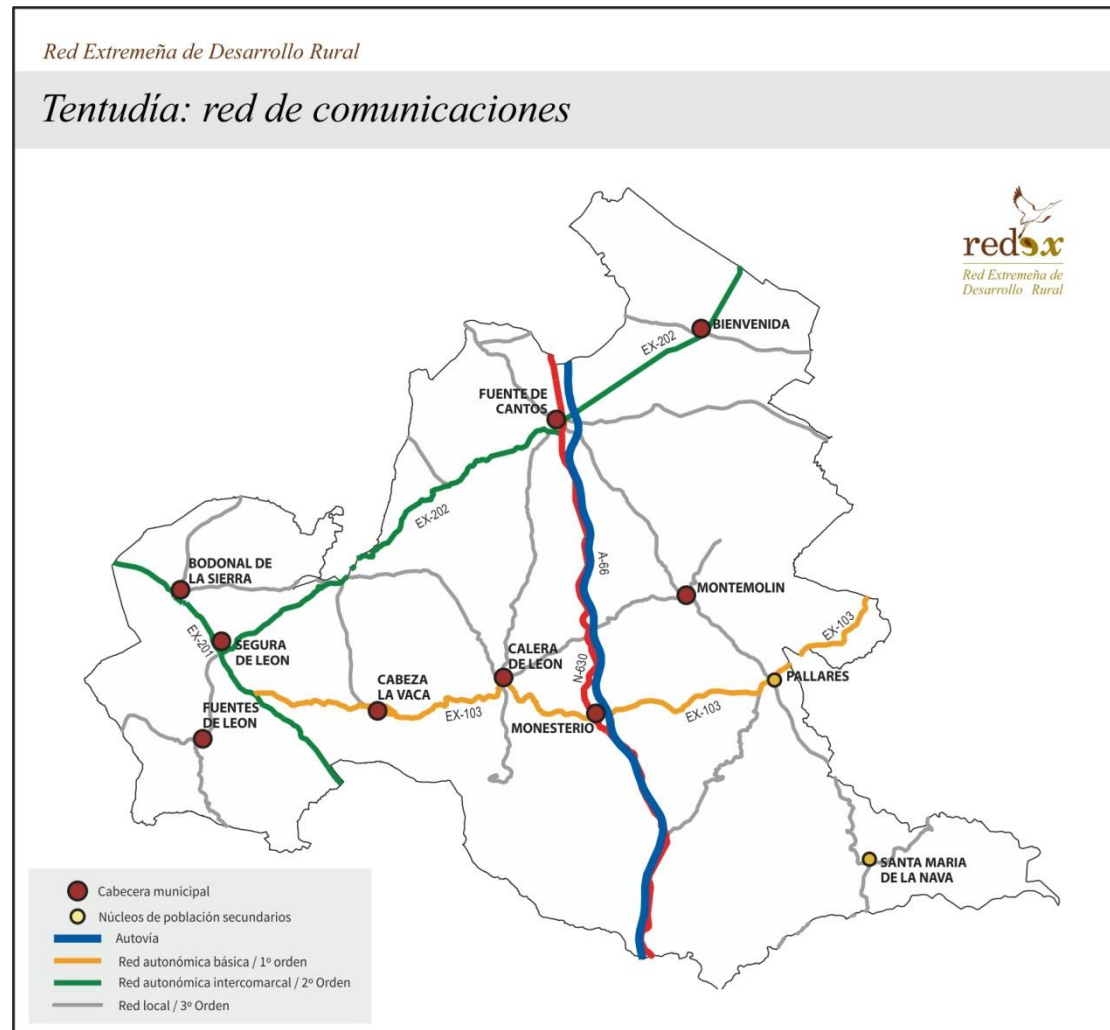 Red Extremeña de Desarrollo Rural
Tentudía: red de comunicaciones
redex
Red Extremeña de
Desarrollo Rural
BIENVENIDA
EX-202
FUENTE DE
CANTOS
EX-202
A-66
BODONAL DE
LA SIERRA
MONTEMOLIN
EX-201
SEGURA
DE LEON
EX-103
CALERA
DE LEON
N-630
PALLARES
CABEZA
LA VACA
FUENTES
DE LEON
EX-103
MONESTERIO
EX-103
SANTA MARIA
DE LA NAVA
Cabecera municipal
Núcleos de población secundarios
Autovía
Red autonómica básica / 1º orden
Red autonómica intercomarcal / 2º Orden
Red local / 3º Orden